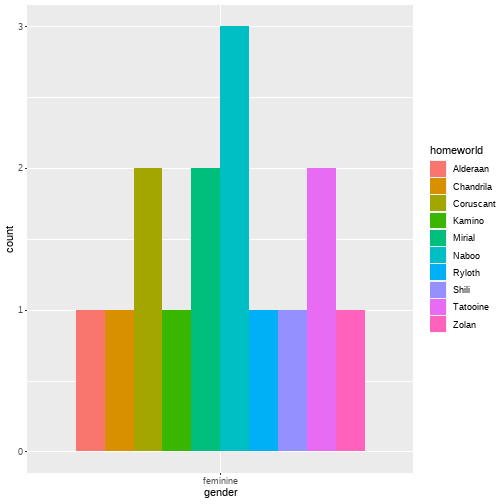 3
2
1
0
count
feminine
gender
homeworld
Alderaan
Chandrila
Coruscant
Kamino
Mirial
Naboo
Ryloth
Shili
Tatooine
Zolan